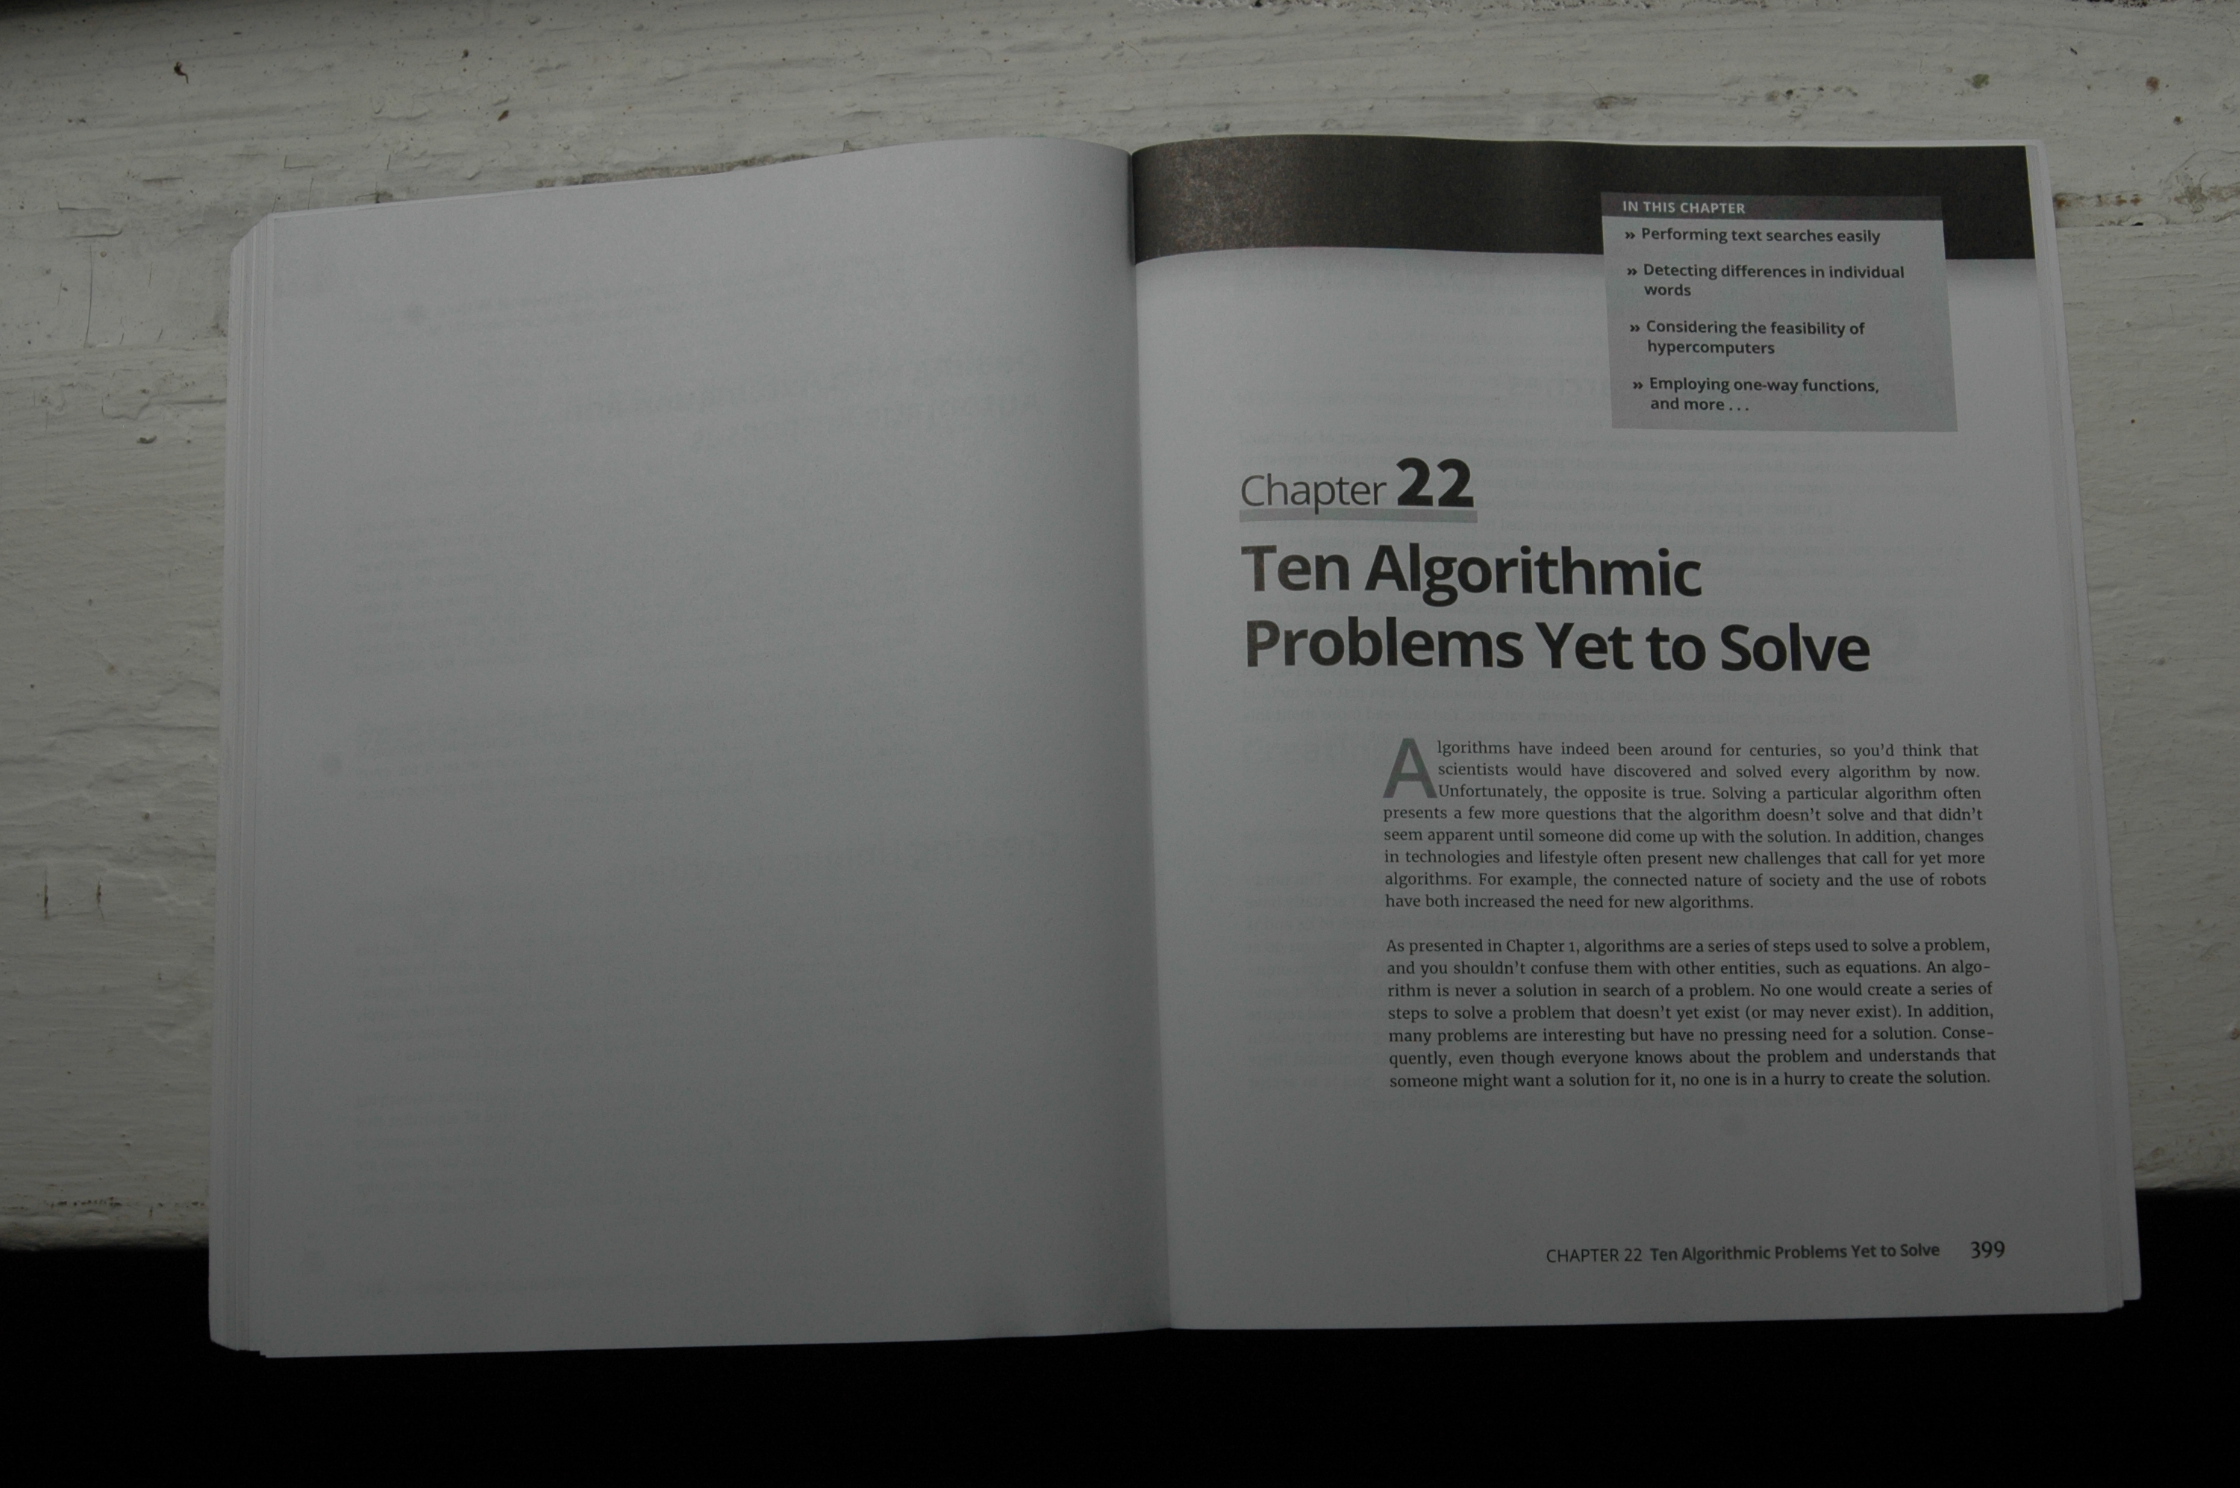 IN THIS CHAPTER
» Performing text searches easily
» Detecting differences in individual
words
» Considering the feasibility of
hypercomputers
» Employing one-way functions,
and more . . .
Chapter 22
Ten Algorithmic
Problems Yet to Solve
Algorithms have indeed been around for centuries, so you'd think that
scientists would have discovered and solved every algorithm by now.
Unfortunately, the opposite is true. Solving a particular algorithm often
presents a few more questions that the algorithm doesn't solve and that didn't
seem apparent until someone did come up with the solution. In addition, changes
in technologies and lifestyle often present new challenges that call for yet more
algorithms. For example, the connected nature of society and the use of robots
have both increased the need for new algorithms.
As presented in Chapter 1, algorithms are a series of steps used to solve a problem,
and you shouldn't confuse them with other entities, such as equations. An algo-
rithm is never a solution in search of a problem. No one would create a series of
steps to solve a problem that doesn't yet exist (or may never exist). In addition,
many problems are interesting but have no pressing need for a solution. Conse-
quently, even though everyone knows about the problem and understands that
someone might want a solution for it, no one is in a hurry to create the solution.
CHAPTER 22 Ten Algorithmic Problems Yet to Solve 399